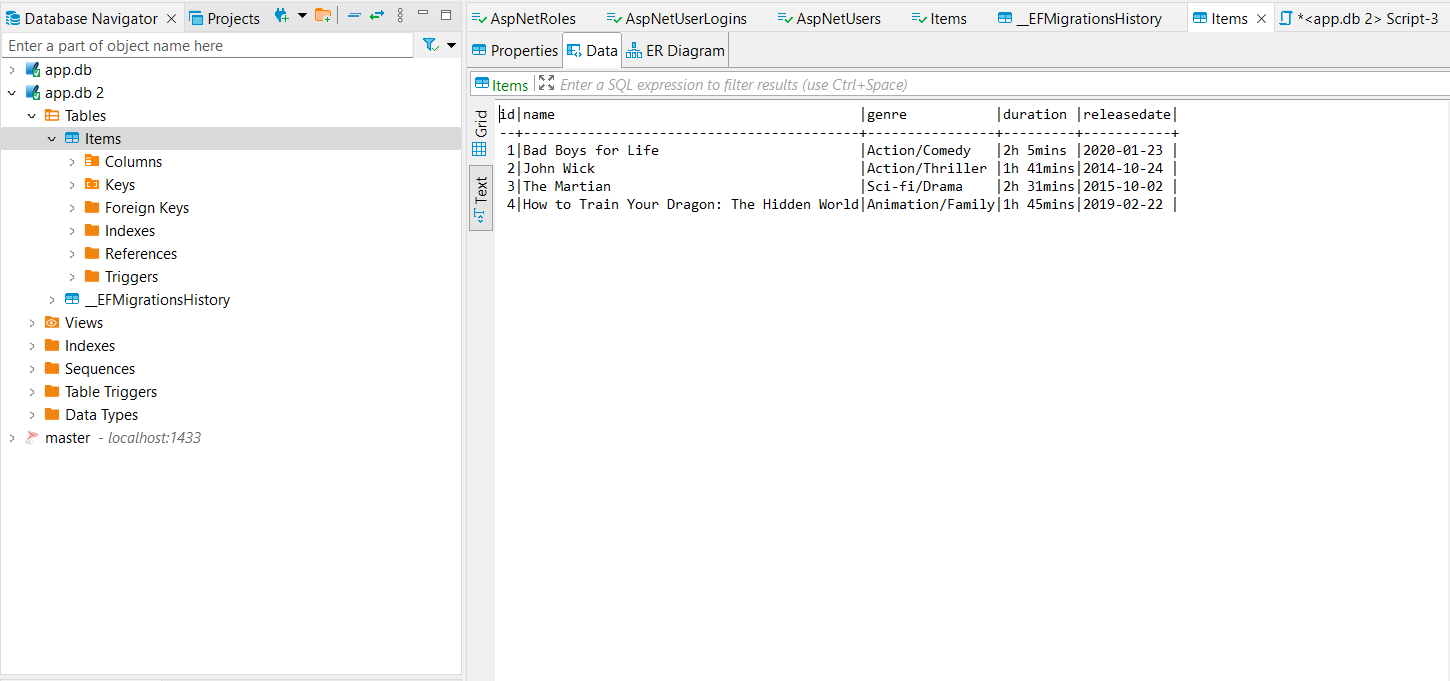 Database Navigator
Projects
Enter a part of object name here
app.db
app.db 2
Tables
Items
Columns
Keys
Foreign Keys
Indexes
References
Triggers
__EFMigrationsHistory
Views
Indexes
Sequences
Table Triggers
Data Types
master - localhost:1433
AspNetRoles AspNetUserLogins AspNetUsers Items __EFMigrationsHistory Items *<app.db 2> Script-3
Properties Data ER Diagram
Items Enter a SQL expression to filter results (use Ctrl+Space)
Grid
Text
id|name                                     |genre           |duration |releasedate|
--+-----------------------------------------+----------------+---------+-----------+
 1|Bad Boys for Life                        |Action/Comedy   |2h 5mins |2020-01-23 |
 2|John Wick                                |Action/Thriller |1h 41mins|2014-10-24 |
 3|The Martian                              |Sci-fi/Drama    |2h 31mins|2015-10-02 |
 4|How to Train Your Dragon: The Hidden World|Animation/Family|1h 45mins|2019-02-22 |